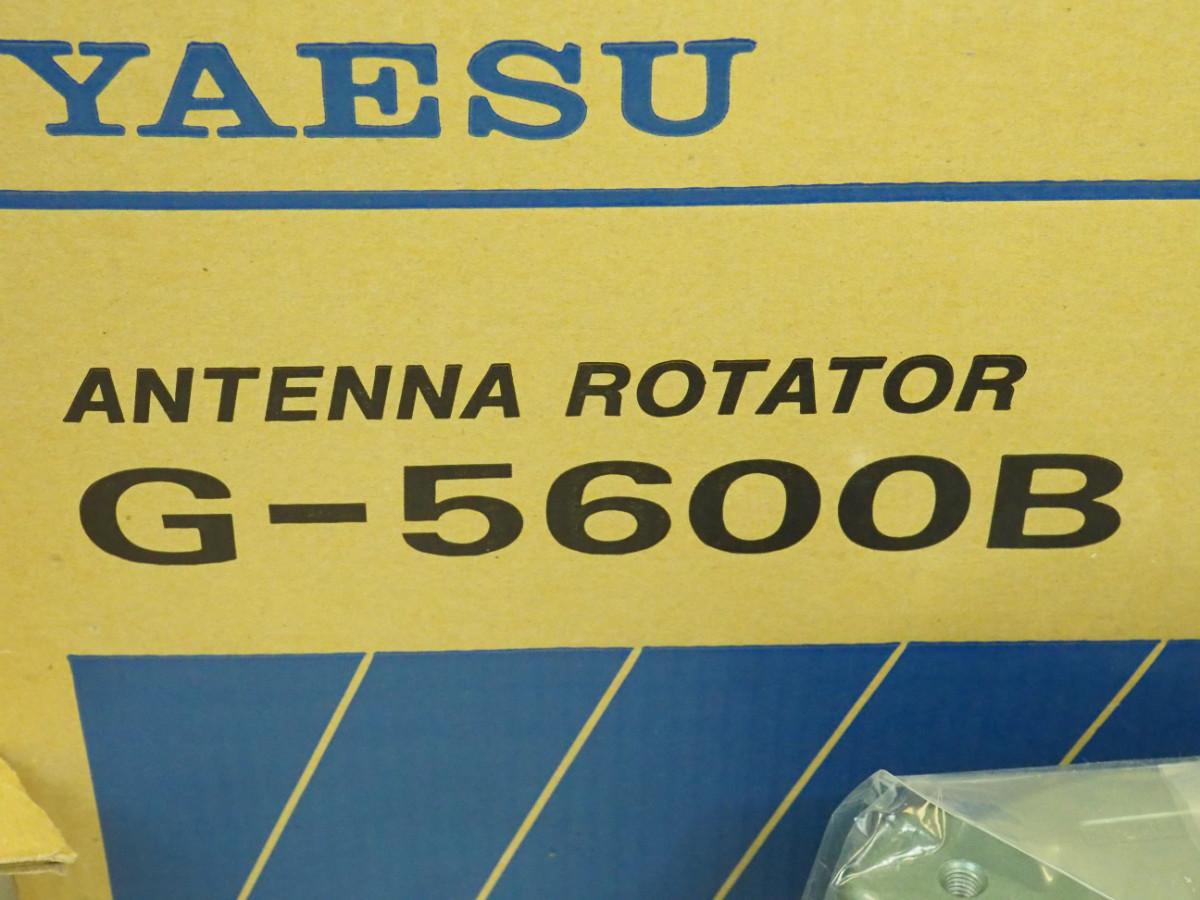 YAESU
ANTENNA ROTATOR
G-5600B